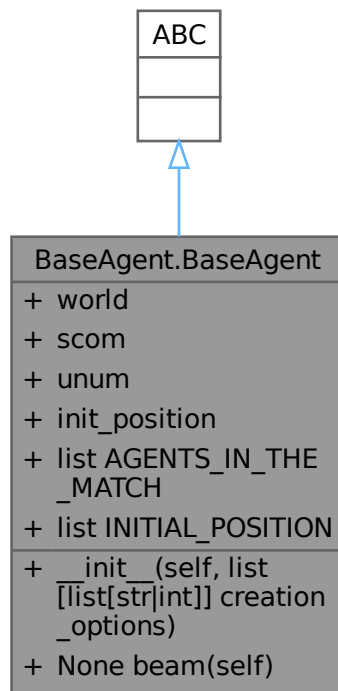 ABC
BaseAgent.BaseAgent
+ world
+ scom
+ unum
+ init_position
+ list AGENTS_IN_THE
_MATCH
+ list INITIAL_POSITION
+ __init__(self, list
[list[str|int]] creation
_options)
+ None beam(self)